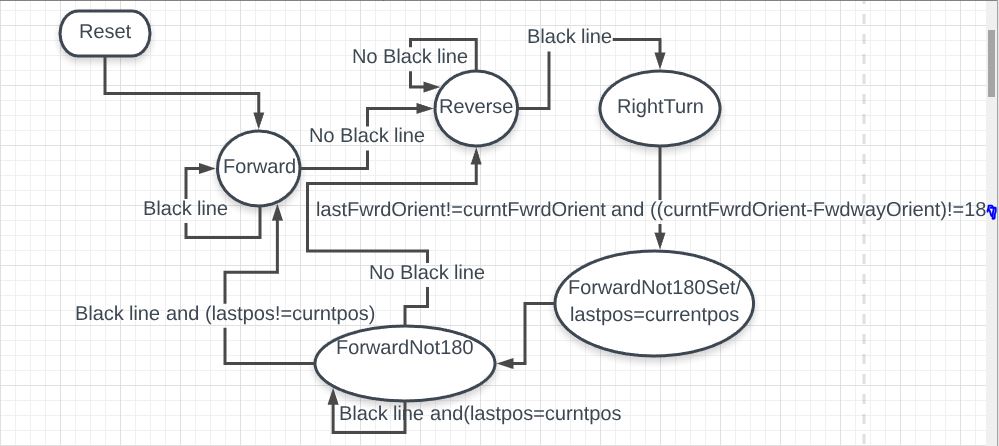 Reset
Black line
No Black line
Reverse
RightTurn
No Black line
Forward
Black line
lastFwrdOrient!=curntFwrdOrient and ((curntFwrdOrient-FwdwayOrient)!=18
No Black line
ForwardNot180Set/
lastpos=currentpos
Black line and (lastpos!=curntpos)
ForwardNot180
Black line and(lastpos=curntpos